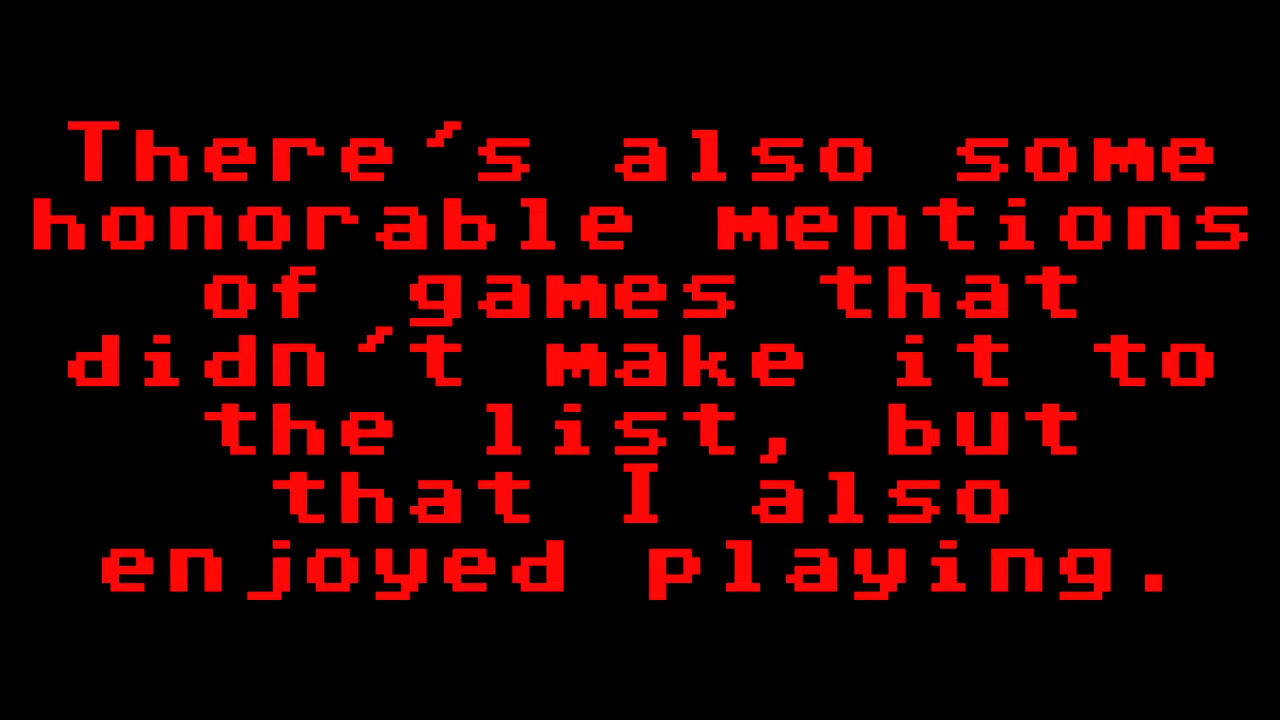 There's also some
honorable mentions
of games that
didn't make it to
the list, but
that I also
enjoyed playing.